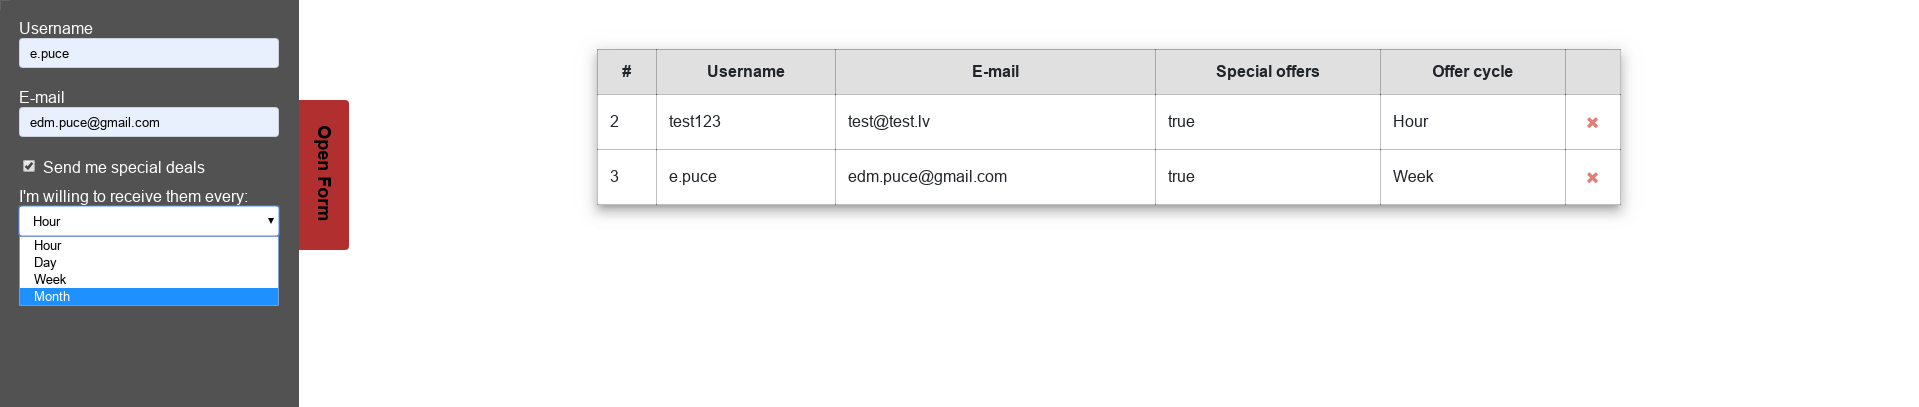 Username
e.puce
E-mail
edm.puce@gmail.com
Send me special deals
I'm willing to receive them every:
Hour
Hour
Day
Week
Month
Open Form
# Username E-mail Special offers Offer cycle
2 test123 test@test.lv true Hour
3 e.puce edm.puce@gmail.com true Week